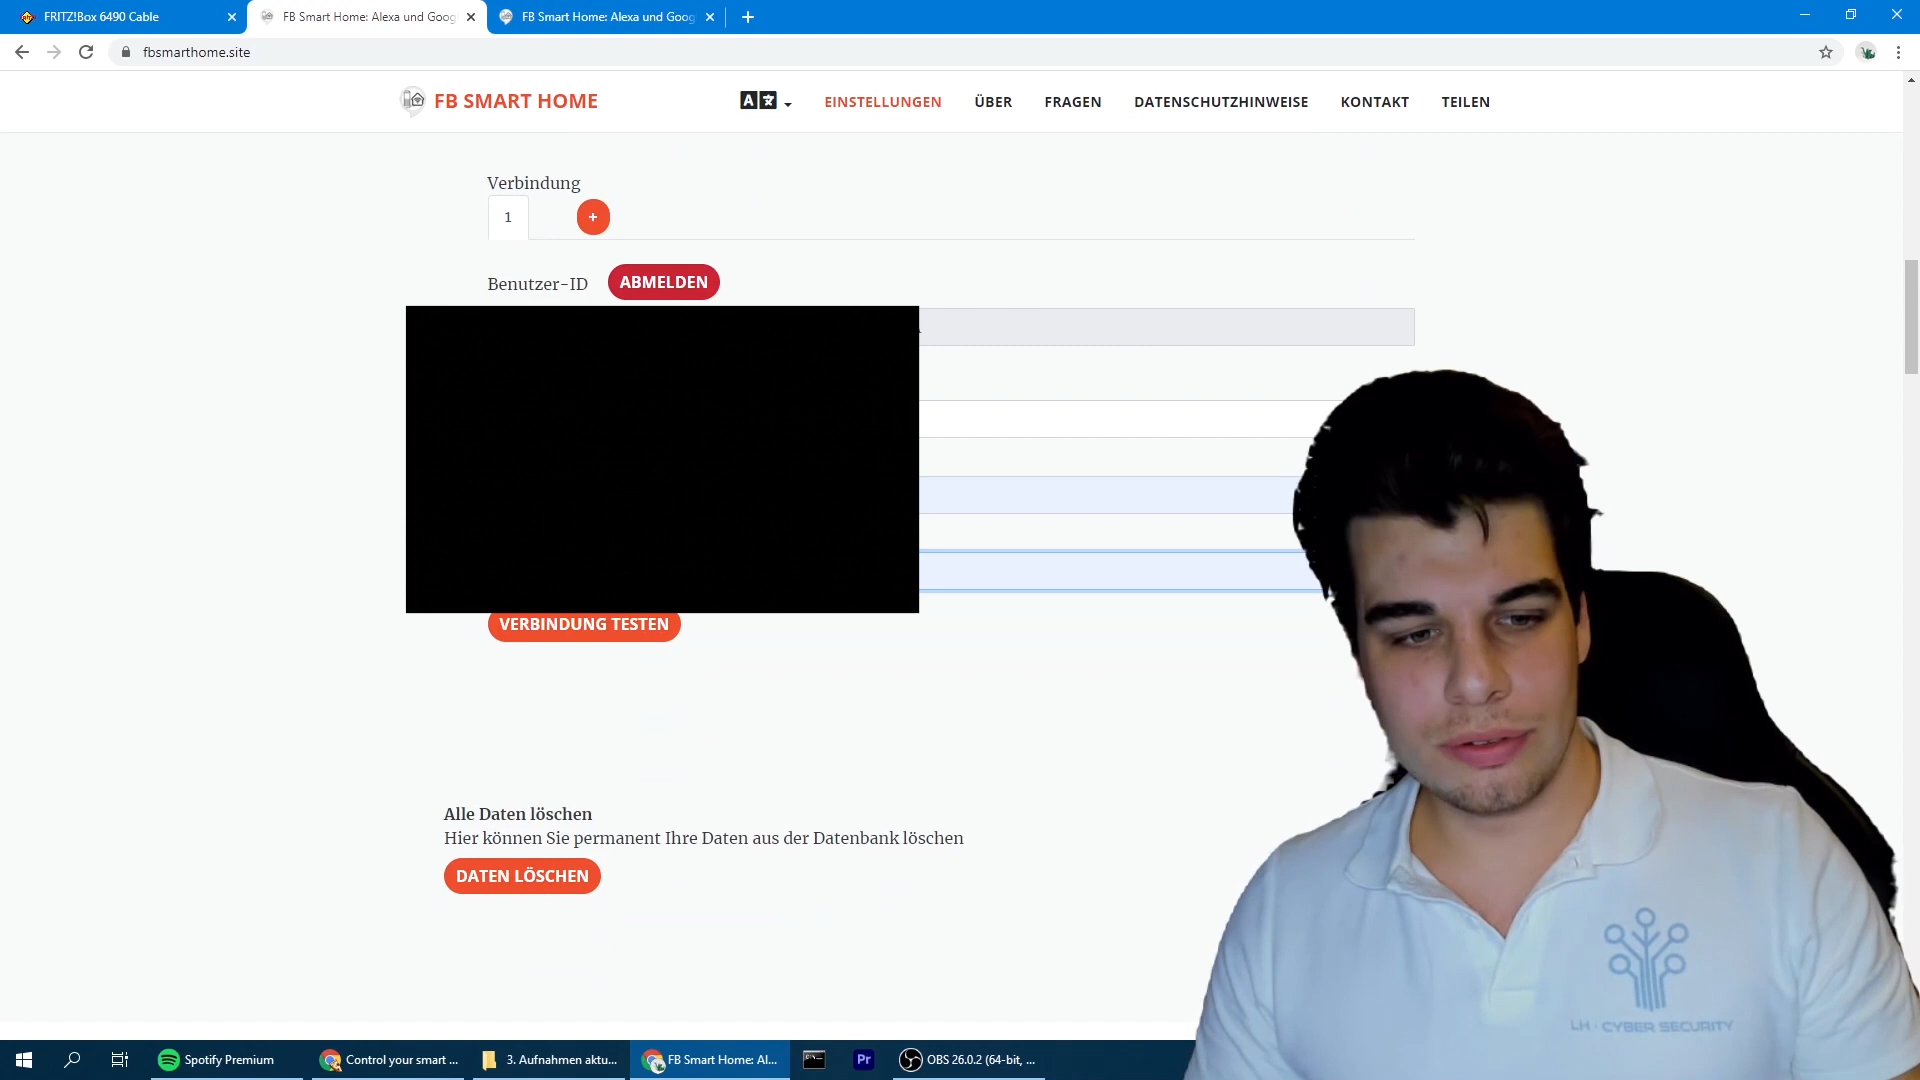 FRITZ!Box 6490 Cable
FB Smart Home: Alexa und Goog
FB Smart Home: Alexa und Goog
fbsmarthome.site
FB SMART HOME
EINSTELLUNGEN
ÜBER
FRAGEN
DATENSCHUTZHINWEISE
KONTAKT
TEILEN
Verbindung
1
+
Benutzer-ID
ABMELDEN
VERBINDUNG TESTEN
Alle Daten löschen
Hier können Sie permanent Ihre Daten aus der Datenbank löschen
DATEN LÖSCHEN
LH - CYBER SECURITY
Spotify Premium
Control your smart ...
3. Aufnahmen aktu...
FB Smart Home: Al...
Pr
OBS 26.0.2 (64-bit, ...